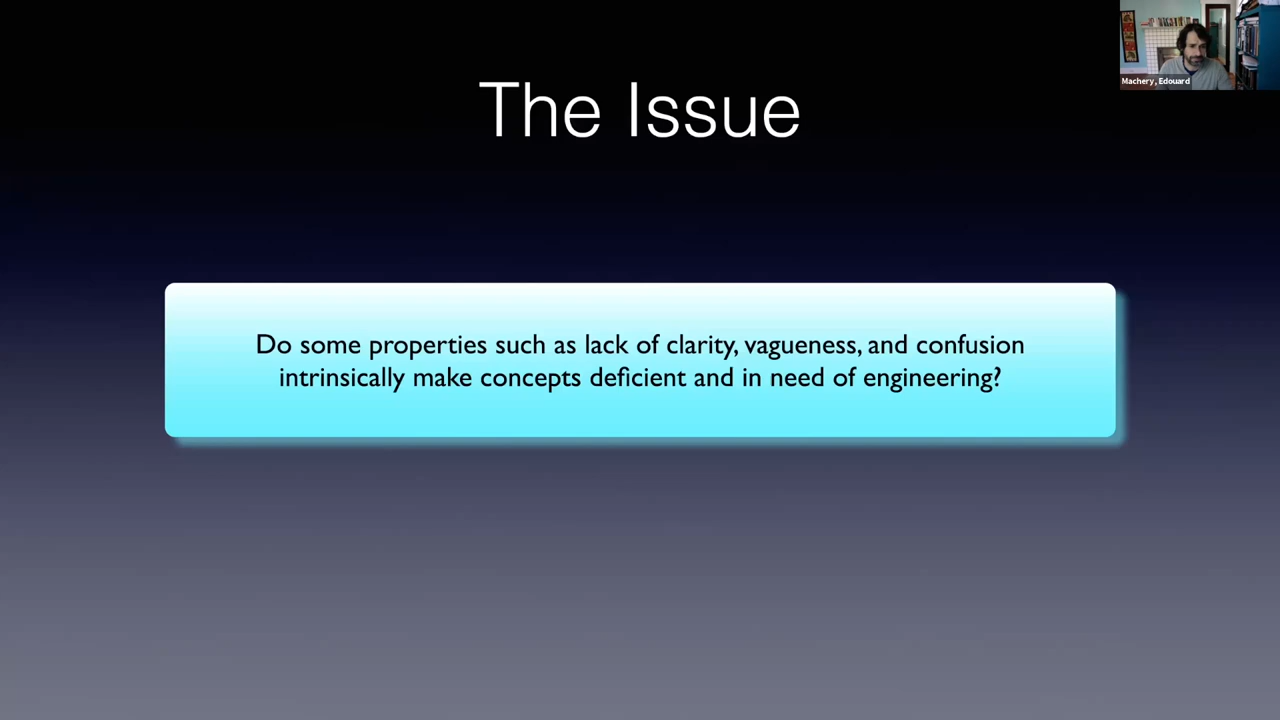 Machery, Edouard
The Issue
Do some properties such as lack of clarity, vagueness, and confusion
intrinsically make concepts deficient and in need of engineering?